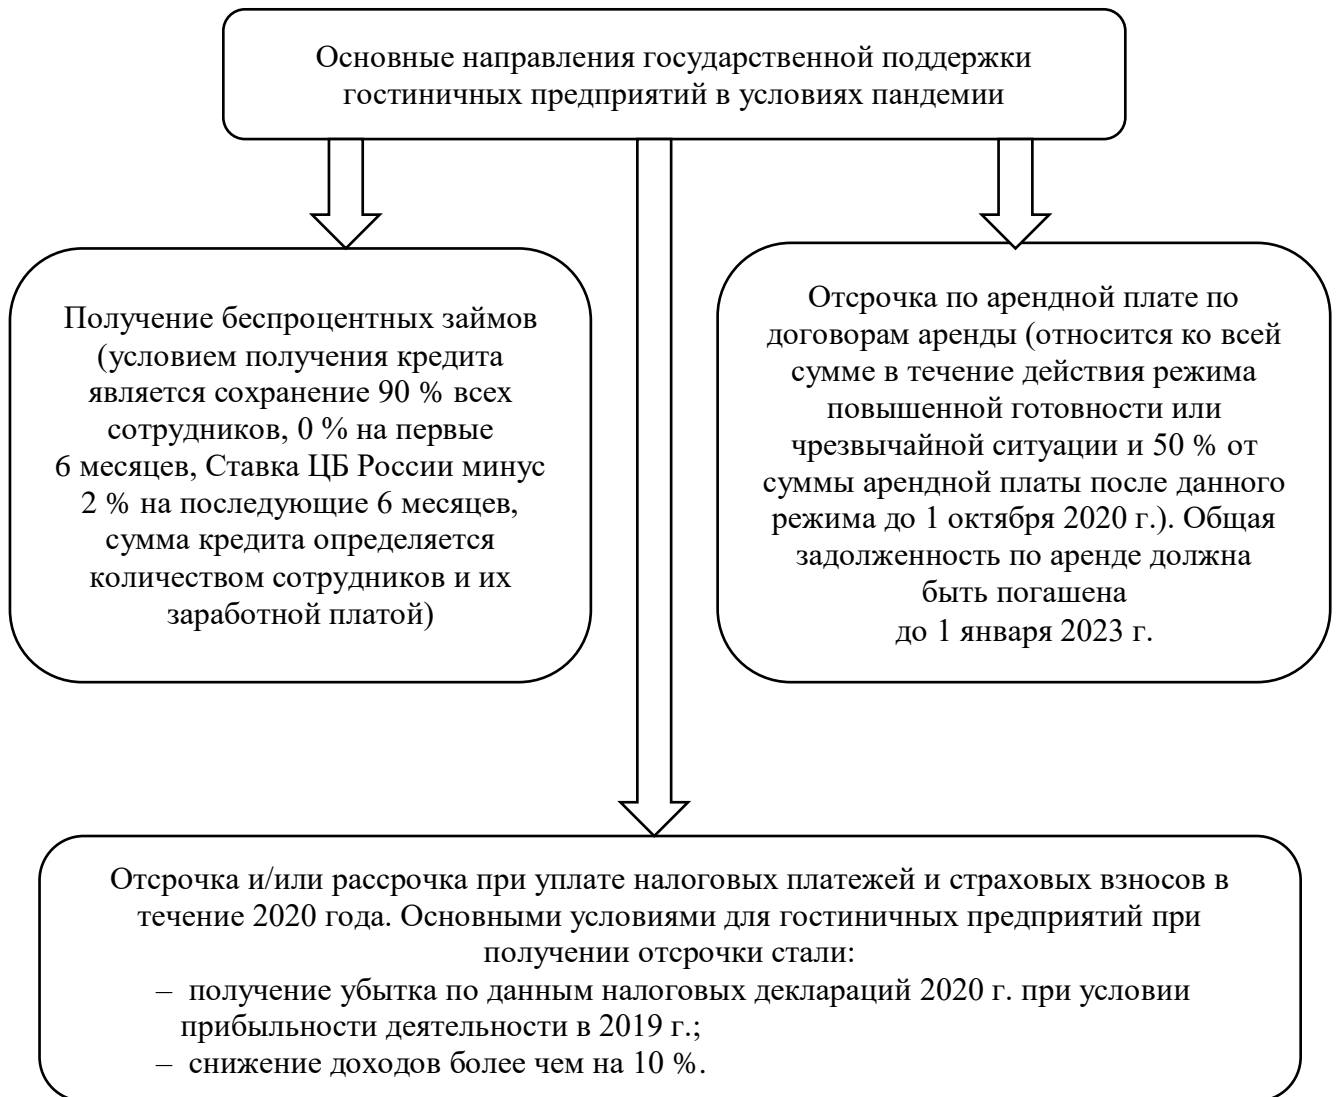 Основные направления государственной поддержки
гостиничных предприятий в условиях пандемии
Получение беспроцентных займов
(условием получения кредита
является сохранение 90 % всех
сотрудников, 0 % на первые
6 месяцев, Ставка ЦБ России минус
2 % на последующие 6 месяцев,
сумма кредита определяется
количеством сотрудников и их
заработной платой)
Отсрочка по арендной плате по
договорам аренды (относится ко всей
сумме в течение действия режима
повышенной готовности или
чрезвычайной ситуации и 50 % от
суммы арендной платы после данного
режима до 1 октября 2020 г.). Общая
задолженность по аренде должна
быть погашена
до 1 января 2023 г.
Отсрочка и/или рассрочка при уплате налоговых платежей и страховых взносов в
течение 2020 года. Основными условиями для гостиничных предприятий при
получении отсрочки стали:
– получение убытка по данным налоговых деклараций 2020 г. при условии
прибыльности деятельности в 2019 г.;
– снижение доходов более чем на 10 %.